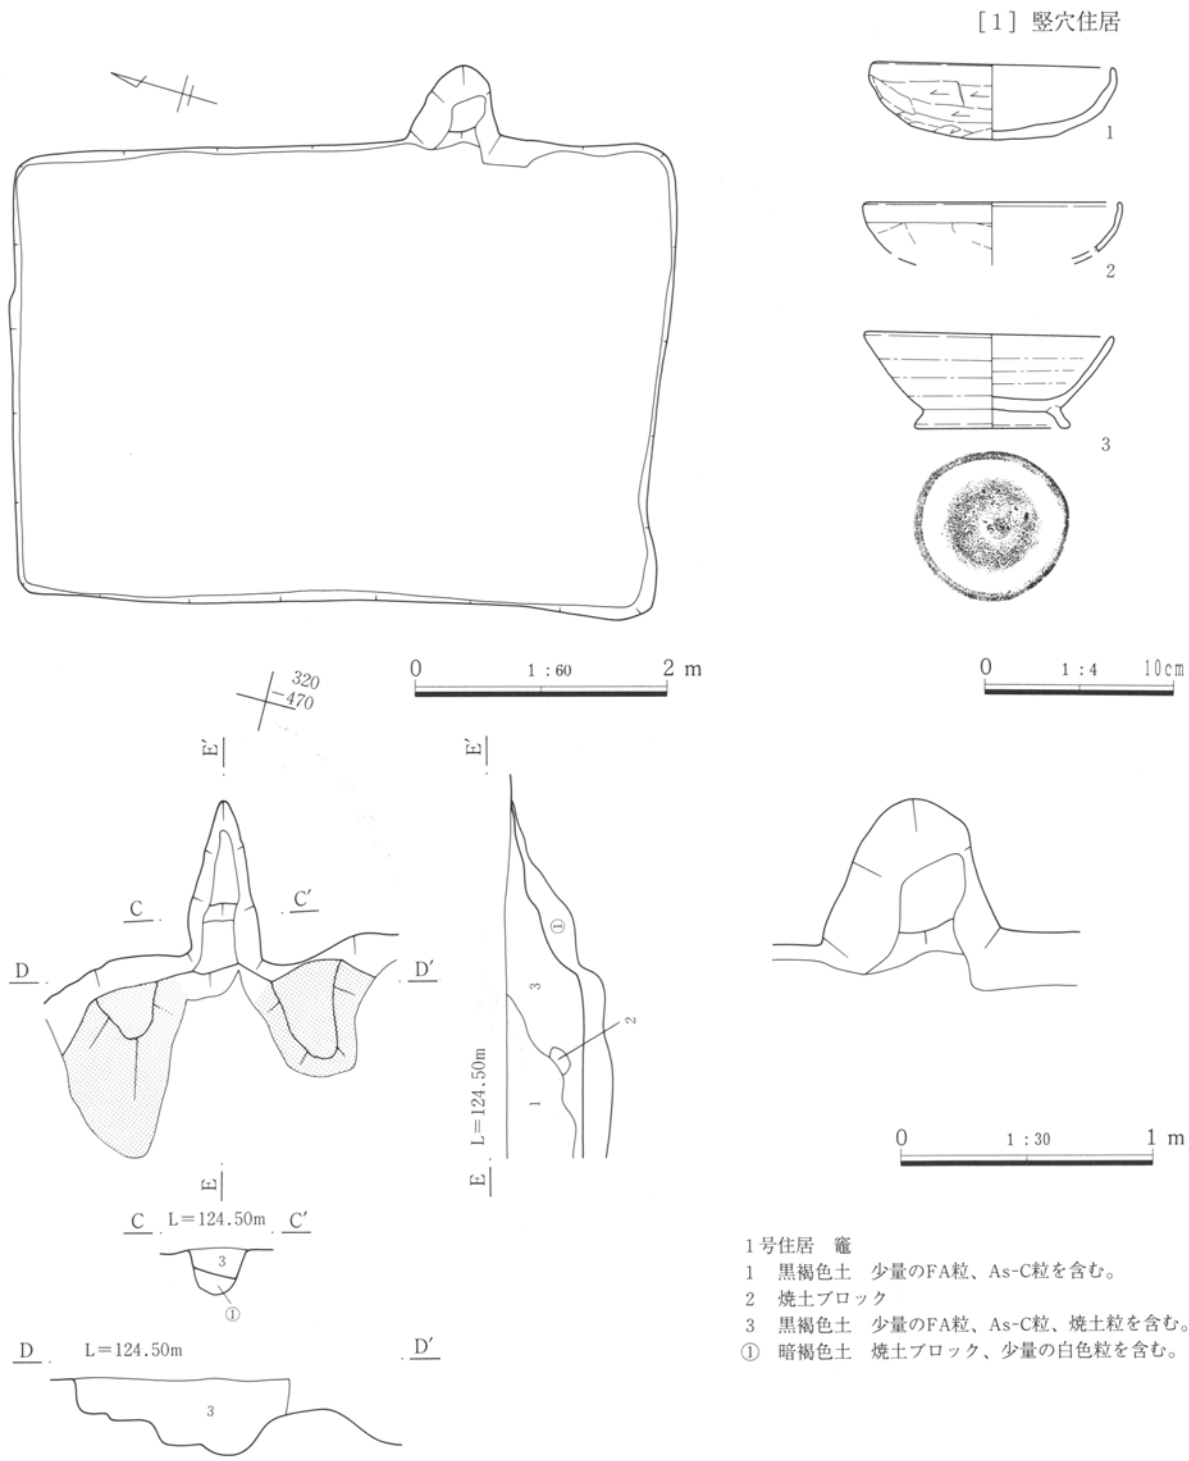 [1] 竪穴住居
1
2
3
0 1:60 2 m
0 1:4 10cm
320
-470
E′
E′
C C′
D D′
①
3
2
1
L=124.50m
E
E
0 1:30 1 m
C L=124.50m C′
3
①
D L=124.50m D′
3
1号住居 竈
1 黒褐色土 少量のFA粒、As-C粒を含む。
2 焼土ブロック
3 黒褐色土 少量のFA粒、As-C粒、焼土粒を含む。
① 暗褐色土 焼土ブロック、少量の白色粒を含む。